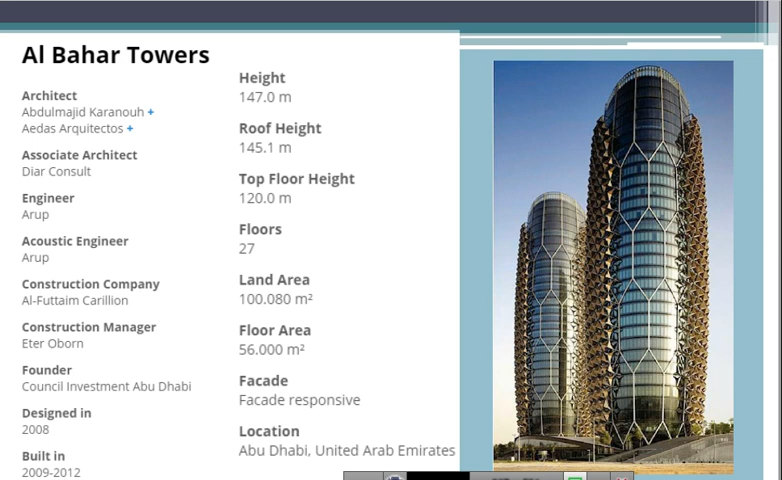 Al Bahar Towers
Architect
Abdulmajid Karanouh +
Aedas Arquitectos +
Associate Architect
Diar Consult
Engineer
Arup
Acoustic Engineer
Arup
Construction Company
Al-Futtaim Carillion
Construction Manager
Eter Oborn
Founder
Council Investment Abu Dhabi
Designed in
2008
Built in
2009-2012
Height
147.0 m
Roof Height
145.1 m
Top Floor Height
120.0 m
Floors
27
Land Area
100.080 m²
Floor Area
56.000 m²
Facade
Facade responsive
Location
Abu Dhabi, United Arab Emirates